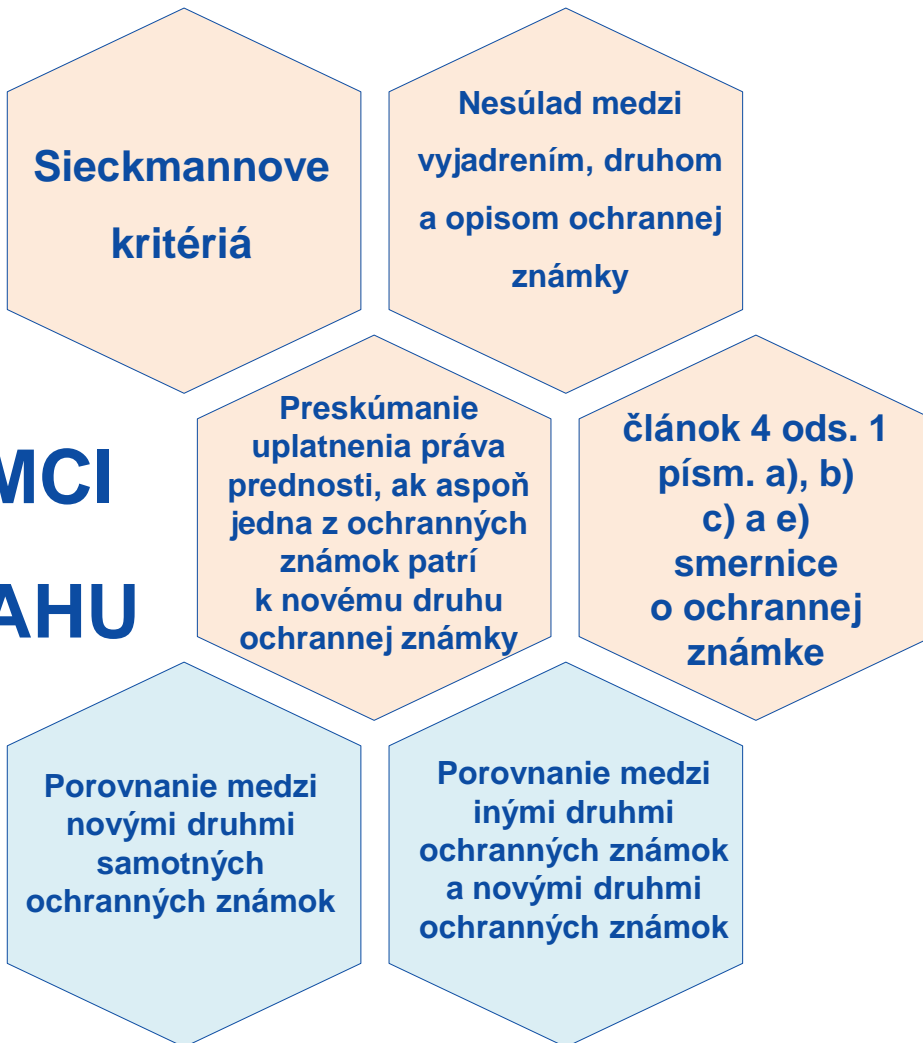 Sieckmannove
kritériá
Nesúlad medzi
vyjadrením, druhom
a opisom ochrannej
známky
MCI
AHU
Preskúmanie
uplatnenia práva
prednosti, ak aspoň
jedna z ochranných
známok patrí
k novému druhu
ochrannej známky
článok 4 ods. 1
písm. a), b)
c) a e)
smernice
o ochrannej
známke
Porovnanie medzi
novými druhmi
samotných
ochranných známok
Porovnanie medzi
inými druhmi
ochranných známok
a novými druhmi
ochranných známok